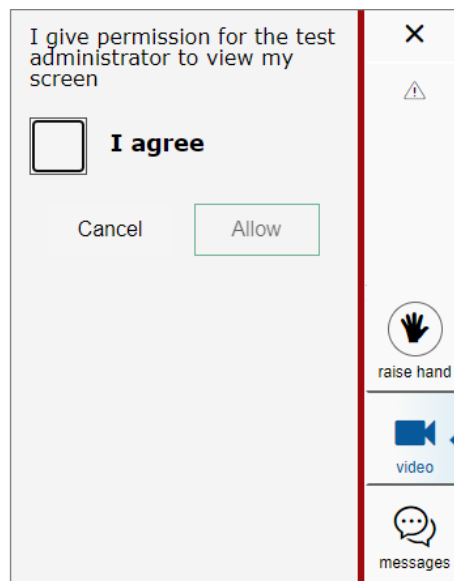 I give permission for the test
administrator to view my
screen
I agree
Cancel
Allow
raise hand
video
messages